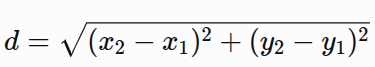 d = √(x₂ − x₁)² + (y₂ − y₁)²